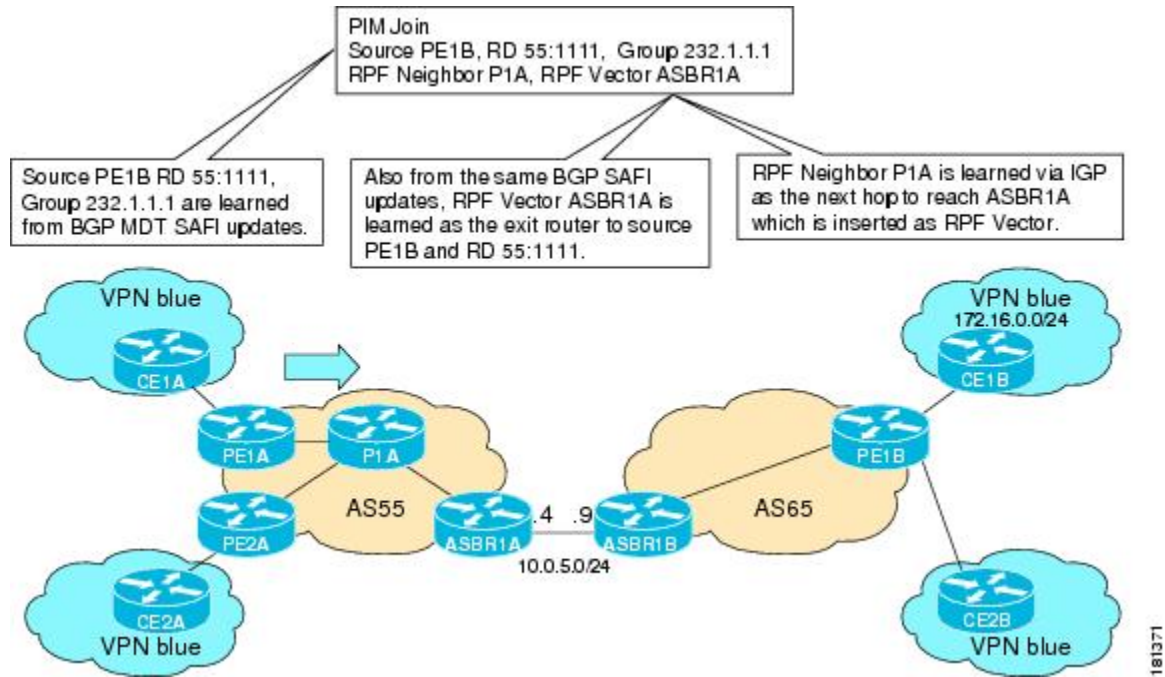 PIM Join
Source PE1B, RD 55:1111, Group 232.1.1.1
RPF Neighbor P1A, RPF Vector ASBR1A
Source PE1B RD 55:1111,
Group 232.1.1.1 are learned
from BGP MDT SAFI updates.
Also from the same BGP SAFI
updates, RPF Vector ASBR1A is
learned as the exit router to source
PE1B and RD 55:1111.
RPF Neighbor P1A is learned via IGP
as the next hop to reach ASBR1A
which is inserted as RPF Vector.
VPN blue
CE1A
VPN blue
172.16.0.0/24
CE1B
PE1A
P1A
PE1B
PE2A
AS55
ASBR1A
.4
.9
ASBR1B
AS65
10.0.5.0/24
CE2A
VPN blue
CE2B
VPN blue
181371